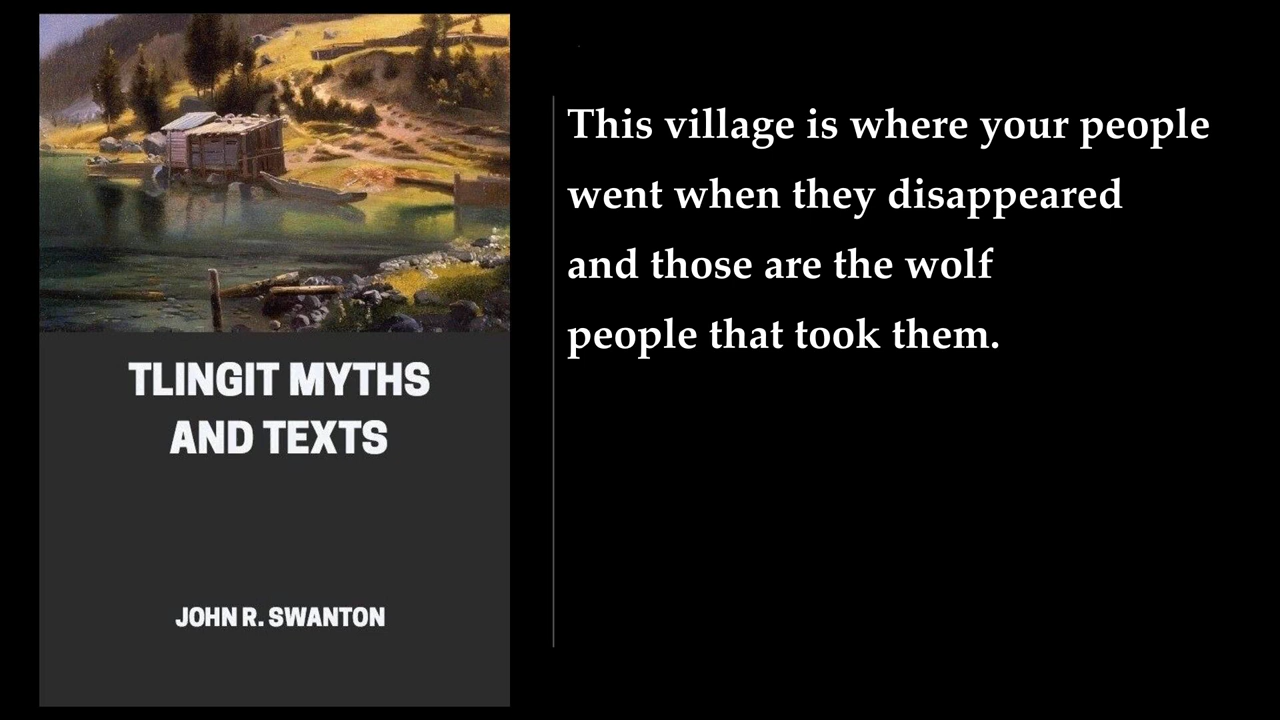 TLINGIT MYTHS
AND TEXTS
JOHN R. SWANTON
This village is where your people
went when they disappeared
and those are the wolf
people that took them.